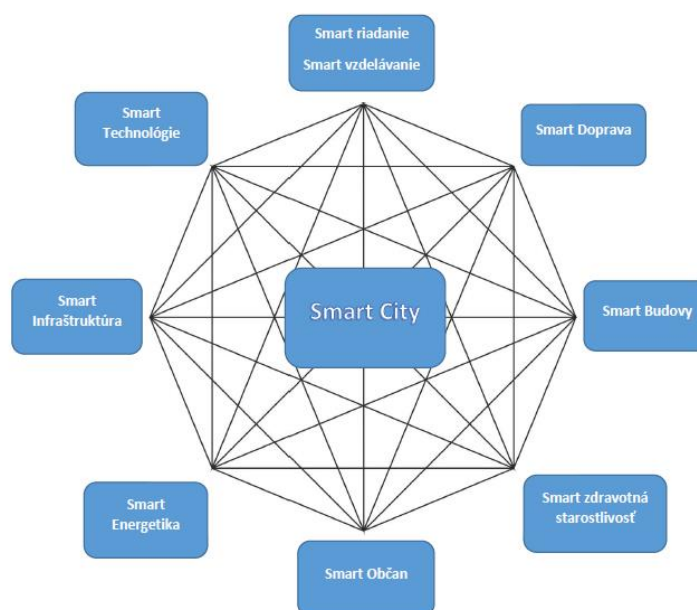 Smart riadanie
Smart vzdelávanie
Smart
Technológie
Smart Doprava
Smart
Infraštruktúra
Smart City
Smart Budovy
Smart
Energetika
Smart zdravotná
starostlivosť
Smart Občan